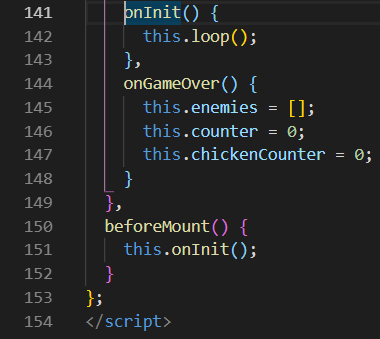 141 onInit() {
142 this.loop();
143 },
144 onGameOver() {
145 this.enemies = [];
146 this.counter = 0;
147 this.chickenCounter = 0;
148 }
149 },
150 beforeMount() {
151 this.onInit();
152 }
153 };
154 </script>